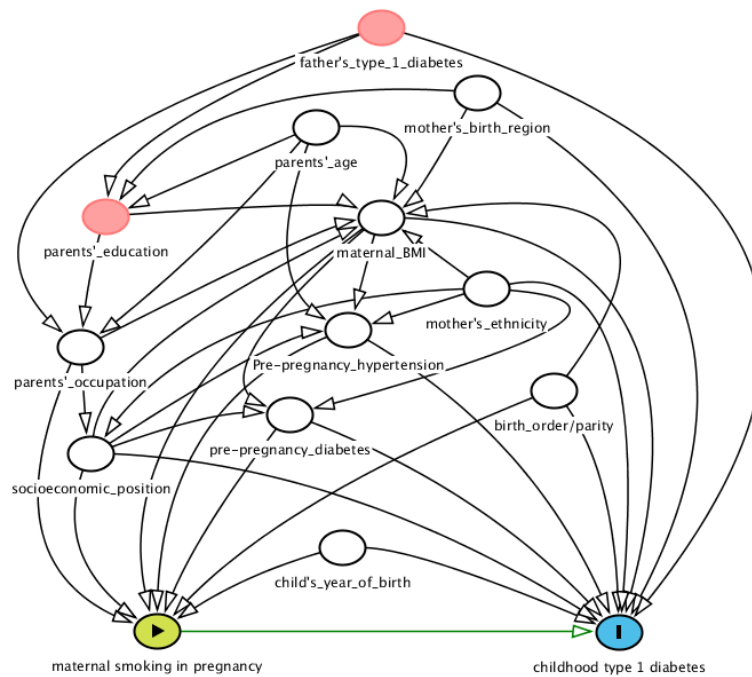 father's_type_1_diabetes
mother's_birth_region
parents'_age
parents'_education
maternal_BMI
mother's_ethnicity
Pre-pregnancy_hypertension
parents'_occupation
birth_order/parity
pre-pregnancy_diabetes
socioeconomic_position
child's_year_of_birth
maternal smoking in pregnancy
childhood type 1 diabetes